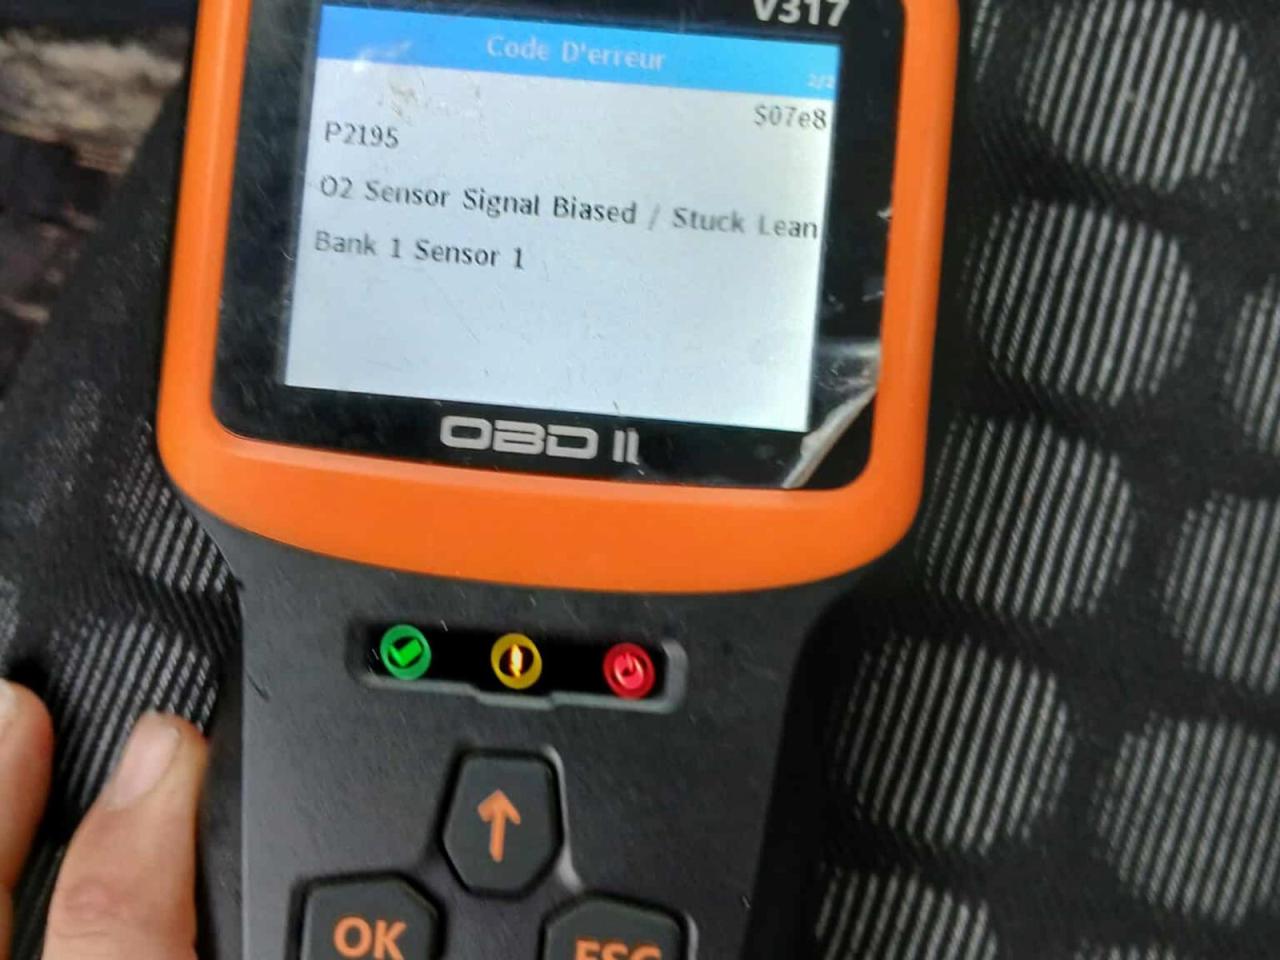 V317
Code D'erreur
2/2
$07e8
P2195
O2 Sensor Signal Biased / Stuck Lean
Bank 1 Sensor 1
OBD II
OK
ESC